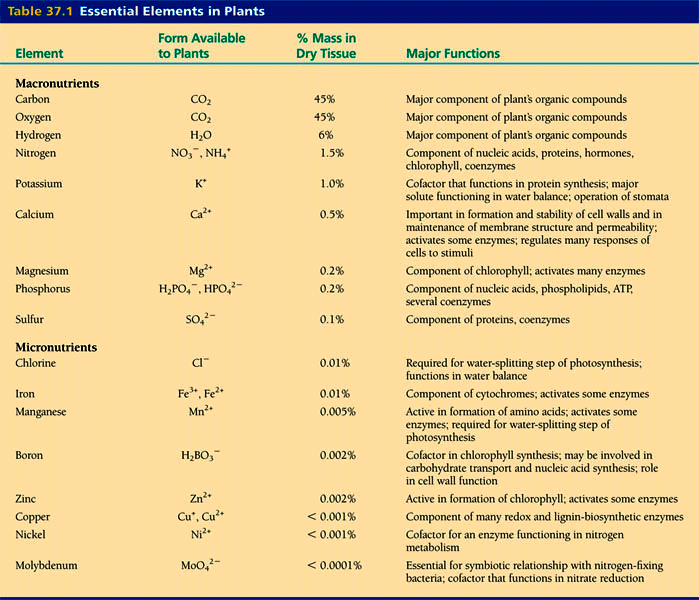 Table 37.1 Essential Elements in Plants
Element Form Available to Plants % Mass in Dry Tissue Major Functions
Macronutrients
Carbon CO₂ 45% Major component of plant's organic compounds
Oxygen CO₂ 45% Major component of plant's organic compounds
Hydrogen H₂O 6% Major component of plant's organic compounds
Nitrogen NO₃⁻, NH₄⁺ 1.5% Component of nucleic acids, proteins, hormones,
chlorophyll, coenzymes
Potassium K⁺ 1.0% Cofactor that functions in protein synthesis; major
solute functioning in water balance; operation of stomata
Calcium Ca²⁺ 0.5% Important in formation and stability of cell walls and in
maintenance of membrane structure and permeability;
activates some enzymes; regulates many responses of
cells to stimuli
Magnesium Mg²⁺ 0.2% Component of chlorophyll; activates many enzymes
Phosphorus H₂PO₄⁻, HPO₄²⁻ 0.2% Component of nucleic acids, phospholipids, ATP,
several coenzymes
Sulfur SO₄²⁻ 0.1% Component of proteins, coenzymes
Micronutrients
Chlorine Cl⁻ 0.01% Required for water-splitting step of photosynthesis;
functions in water balance
Iron Fe³⁺, Fe²⁺ 0.01% Component of cytochromes; activates some enzymes
Manganese Mn²⁺ 0.005% Active in formation of amino acids; activates some
enzymes; required for water-splitting step of
photosynthesis
Boron H₂BO₃⁻ 0.002% Cofactor in chlorophyll synthesis; may be involved in
carbohydrate transport and nucleic acid synthesis; role
in cell wall function
Zinc Zn²⁺ 0.002% Active in formation of chlorophyll; activates some enzymes
Copper Cu⁺, Cu²⁺ < 0.001% Component of many redox and lignin-biosynthetic enzymes
Nickel Ni²⁺ < 0.001% Cofactor for an enzyme functioning in nitrogen
metabolism
Molybdenum MoO₄²⁻ < 0.0001% Essential for symbiotic relationship with nitrogen-fixing
bacteria; cofactor that functions in nitrate reduction